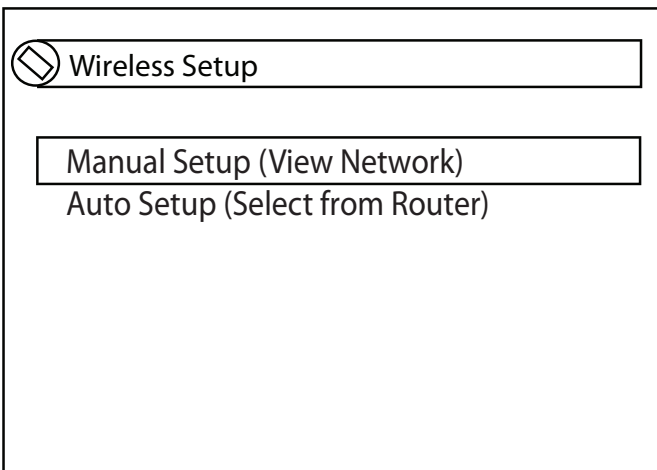 Wireless Setup
Manual Setup (View Network)
Auto Setup (Select from Router)